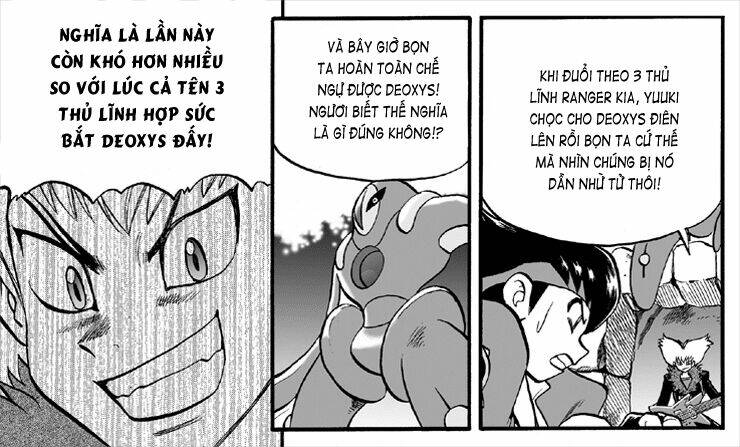 KHI ĐUỔI THEO 3 THỦ
LĨNH RANGER KIA, YUUKI
CHỌC CHO DEOXYS ĐIÊN
LÊN RỒI BỌN TA CỨ THẾ
MÀ NHÌN CHÚNG BỊ NÓ
DẦN NHỪ TỬ THÔI!
VÀ BÂY GIỜ BỌN
TA HOÀN TOÀN CHẾ
NGỰ ĐƯỢC DEOXYS!
NGƯƠI BIẾT THẾ NGHĨA
LÀ GÌ ĐÚNG KHÔNG!?
NGHĨA LÀ LẦN NÀY
CÒN KHÓ HƠN NHIỀU
SO VỚI LÚC CẢ TÊN 3
THỦ LĨNH HỢP SỨC
BẮT DEOXYS ĐẤY!